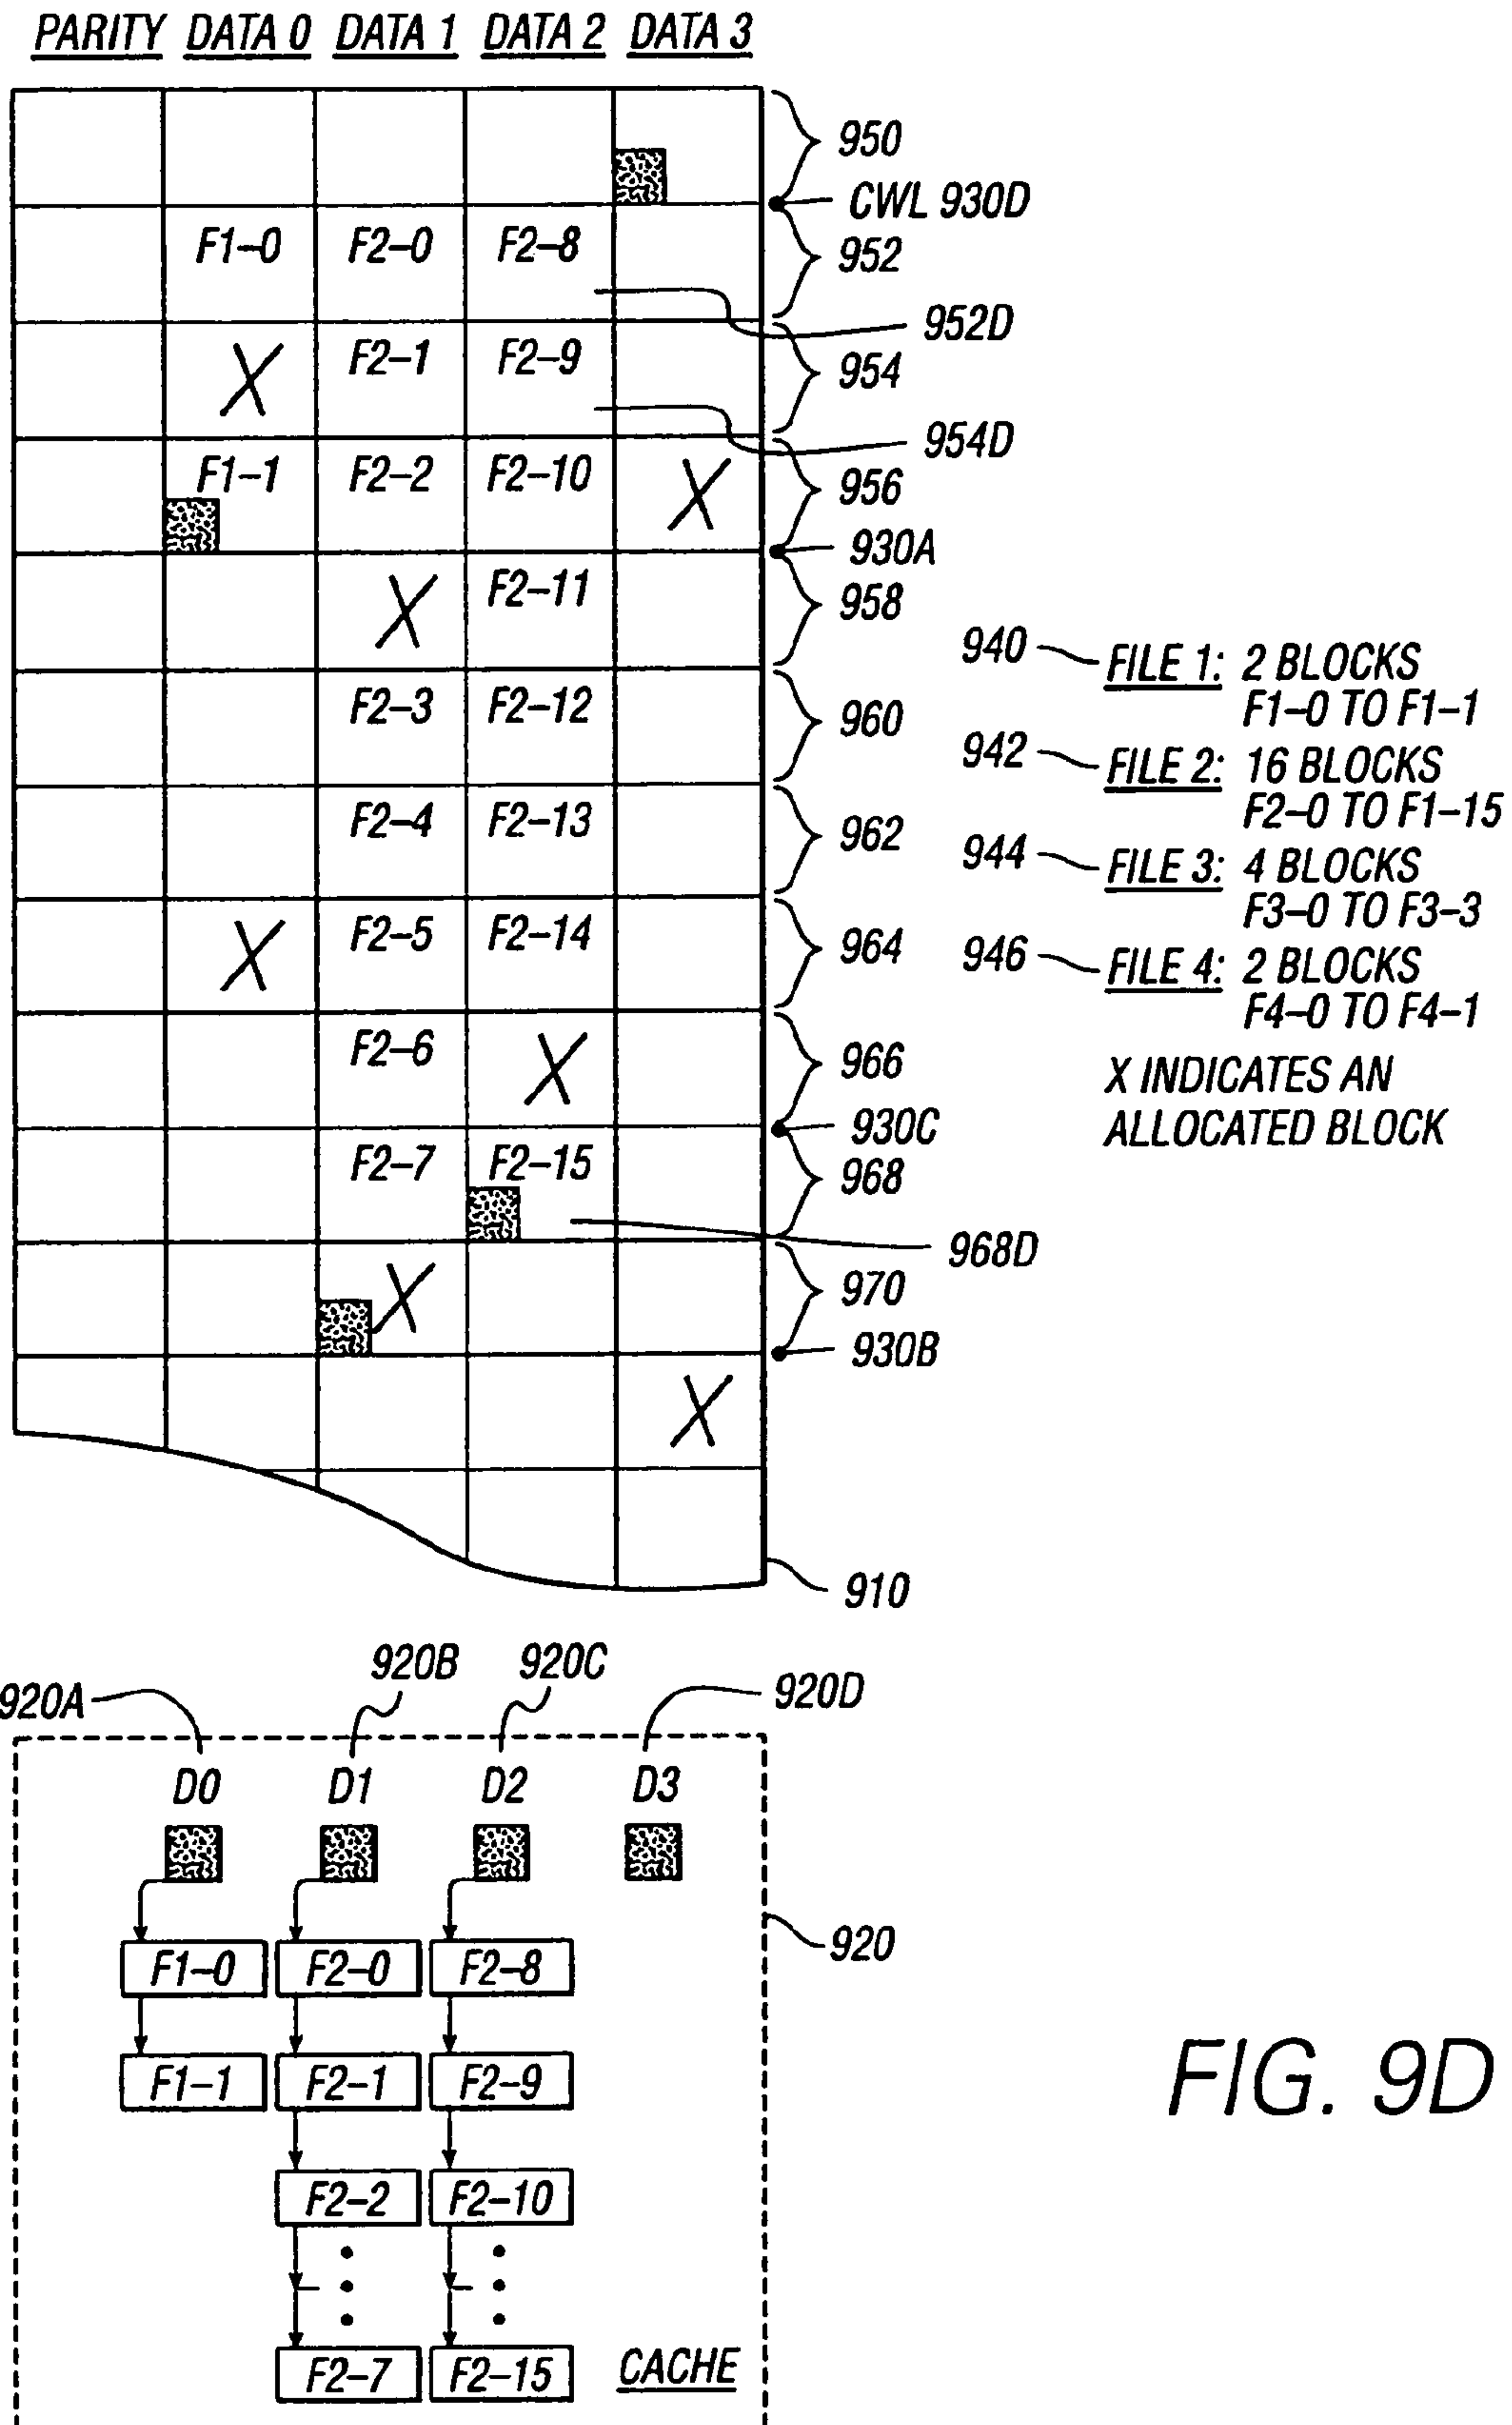 PARITY DATA 0 DATA 1 DATA 2 DATA 3
950
CWL 930D
F1–0 F2–0 F2–8 952
952D
X F2–1 F2–9 954
954D
F1–1 F2–2 F2–10 X 956
930A
X F2–11 958
F2–3 F2–12 960
F2–4 F2–13 962
X F2–5 F2–14 964
F2–6 X 966
930C
F2–7 F2–15 968
968D
X 970
930B
X
910
940 FILE 1: 2 BLOCKS
F1–0 TO F1–1
942 FILE 2: 16 BLOCKS
F2–0 TO F1–15
944 FILE 3: 4 BLOCKS
F3–0 TO F3–3
946 FILE 4: 2 BLOCKS
F4–0 TO F4–1
X INDICATES AN
ALLOCATED BLOCK
920A 920B 920C 920D
D0 D1 D2 D3
920
F1–0 F2–0 F2–8
F1–1 F2–1 F2–9
F2–2 F2–10
F2–7 F2–15 CACHE
FIG. 9D